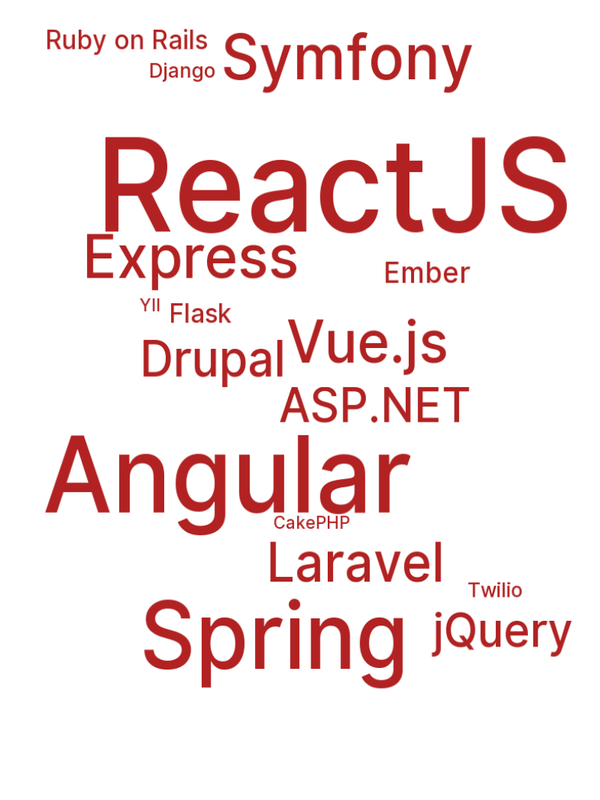 Ruby on Rails
Symfony
Django
ReactJS
Express
Ember
YII
Flask
Vue.js
Drupal
ASP.NET
Angular
CakePHP
Laravel
Twilio
Spring
jQuery